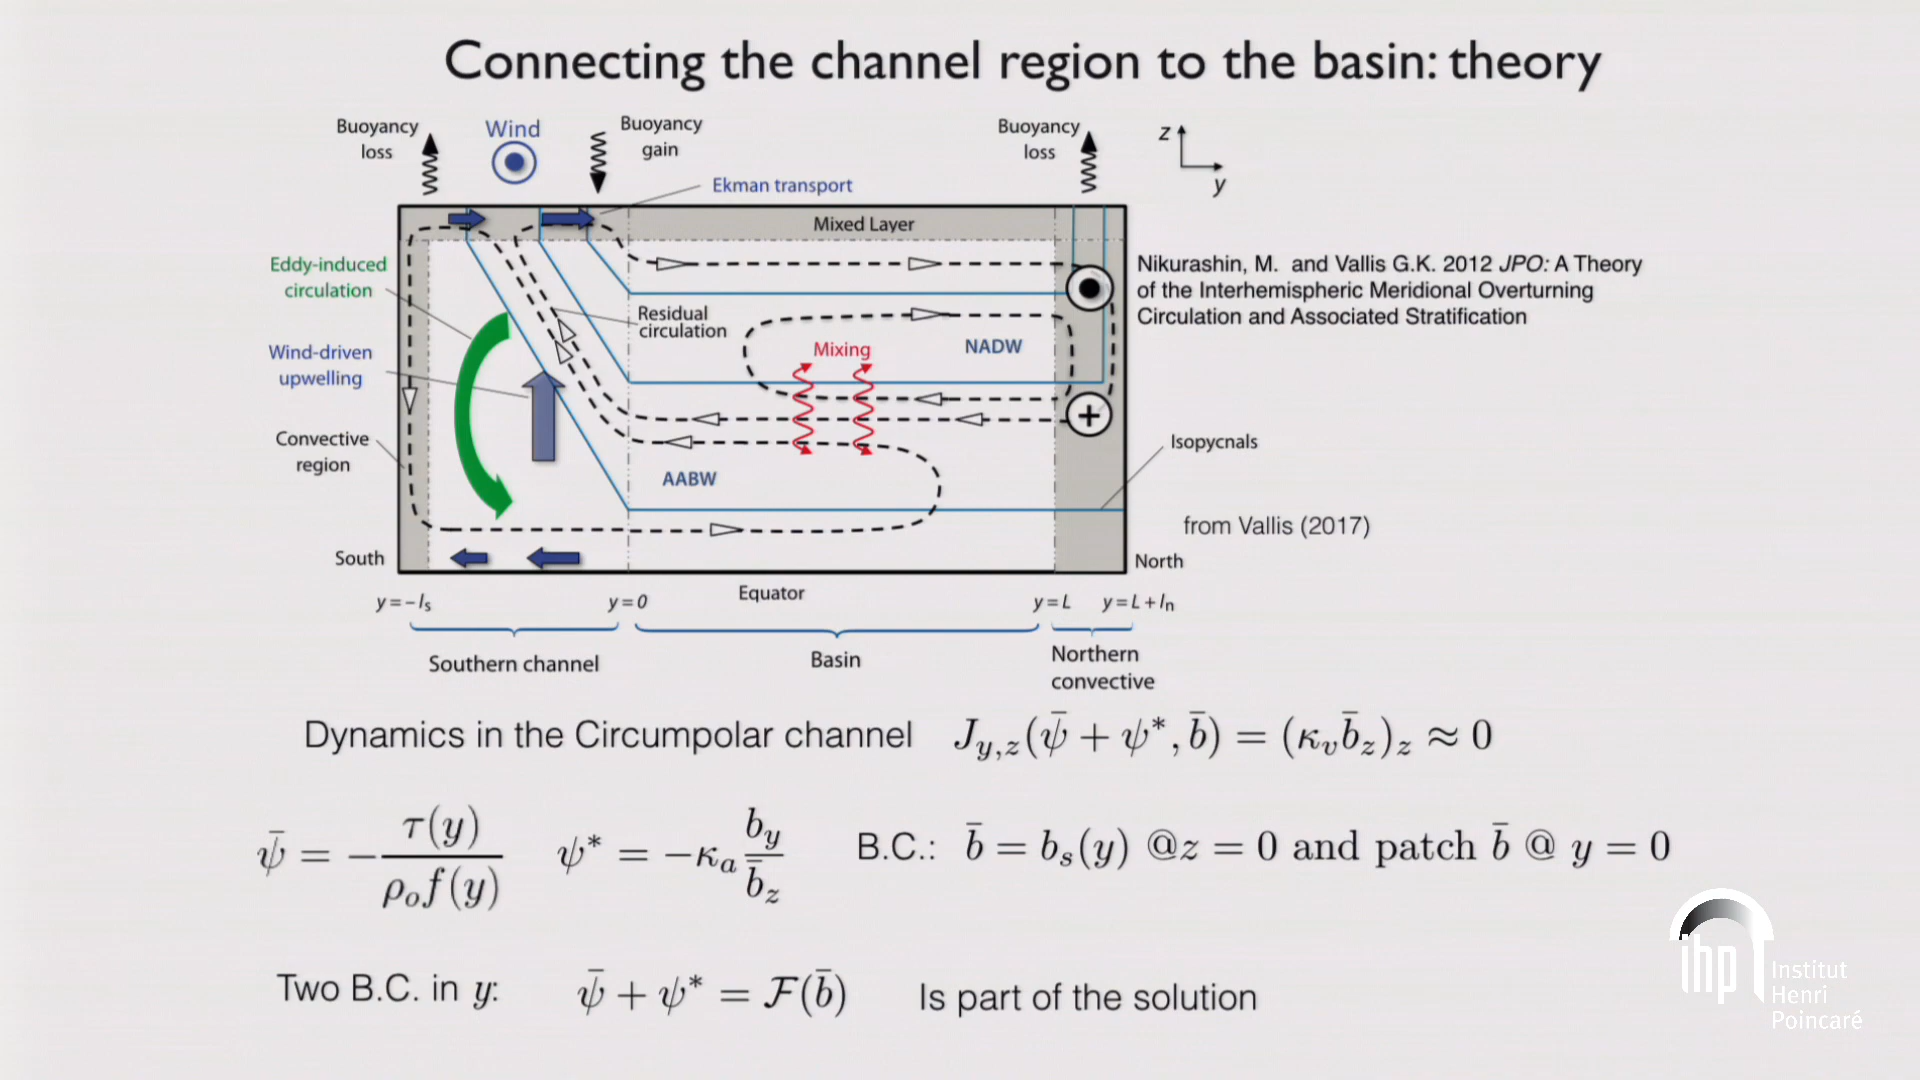 Connecting the channel region to the basin: theory
Buoyancy
loss
Wind
Buoyancy
gain
Buoyancy
loss
z
y
Ekman transport
Mixed Layer
Eddy-induced
circulation
Nikurashin, M. and Vallis G.K. 2012 JPO: A Theory
of the Interhemispheric Meridional Overturning
Circulation and Associated Stratification
Residual
circulation
Wind-driven
upwelling
Mixing
NADW
Convective
region
Isopycnals
AABW
from Vallis (2017)
South
North
Equator
y = – lₛ
y = 0
y = L
y = L + lₙ
Southern channel
Basin
Northern
convective
Dynamics in the Circumpolar channel J_{y,z}(ψ̄ + ψ*, b̄) = (κ_v b̄_z)_z ≈ 0
ψ̄ = −τ(y)/(ρ_o f(y)) ψ* = −κ_a b_y/b̄_z B.C.: b̄ = b_s(y) @z = 0 and patch b̄ @ y = 0
Two B.C. in y: ψ̄ + ψ* = ℱ(b̄) Is part of the solution
ihp
Institut
Henri
Poincaré